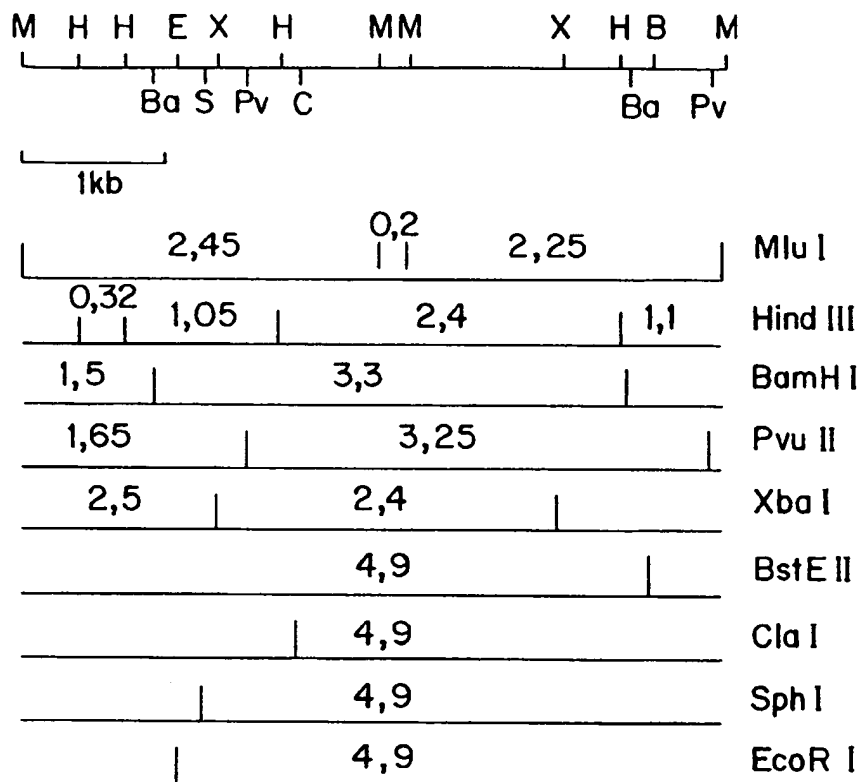 M H H E X H M M X H B M
Ba S Pv C Ba Pv
1kb
2,45 0,2 2,25 Mlu I
0,32 1,05 2,4 1,1 Hind III
1,5 3,3 BamH I
1,65 3,25 Pvu II
2,5 2,4 Xba I
4,9 BstE II
4,9 Cla I
4,9 Sph I
4,9 EcoR I